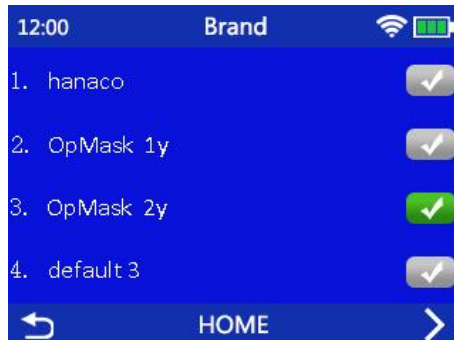 12:00 Brand
1. hanaco
2. OpMask 1y
3. OpMask 2y
4. default 3
HOME